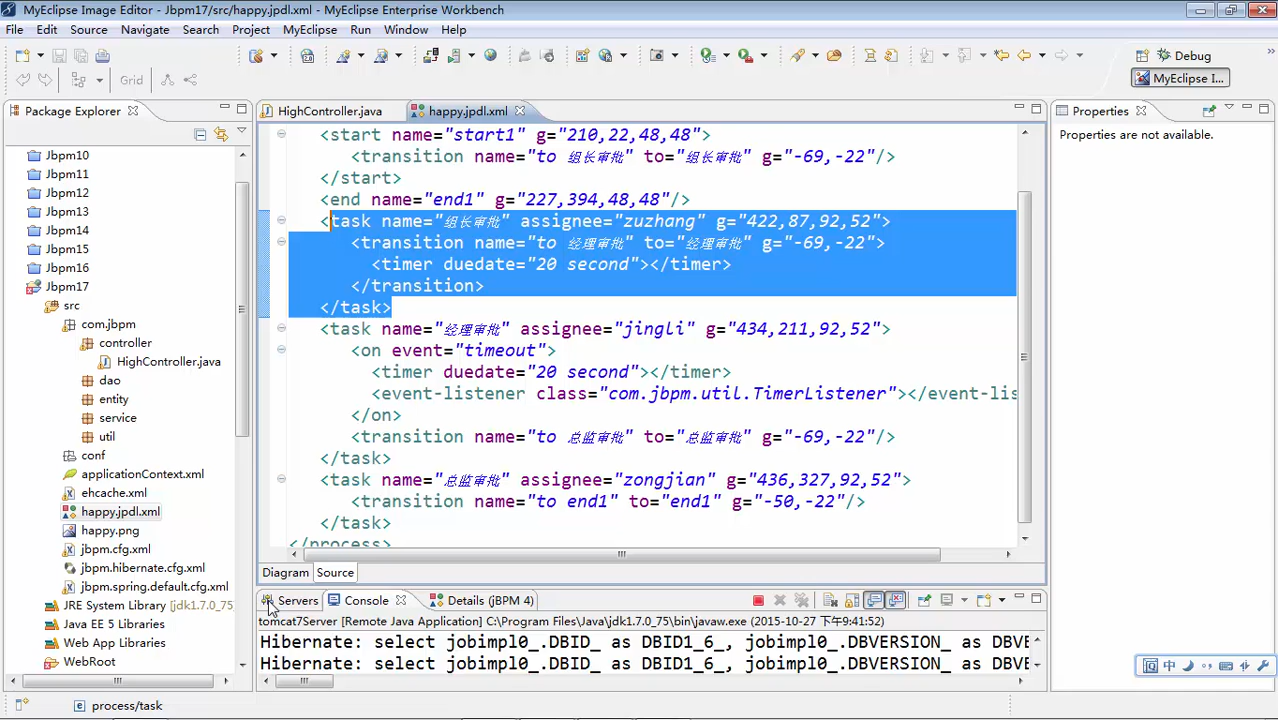 MyEclipse Image Editor - Jbpm17/src/happy.jpdl.xml - MyEclipse Enterprise Workbench
File Edit Source Navigate Search Project MyEclipse Run Window Help
Debug
Grid
MyEclipse I...
Package Explorer
HighController.java
happy.jpdl.xml
Properties
Properties are not available.
Jbpm10
Jbpm11
Jbpm12
Jbpm13
Jbpm14
Jbpm15
Jbpm16
Jbpm17
src
com.jbpm
controller
HighController.java
dao
entity
service
util
conf
applicationContext.xml
ehcache.xml
happy.jpdl.xml
happy.png
jbpm.cfg.xml
jbpm.hibernate.cfg.xml
jbpm.spring.default.cfg.xml
JRE System Library [jdk1.7.0_75]
Java EE 5 Libraries
Web App Libraries
WebRoot
<start name="start1" g="210,22,48,48">
<transition name="to 组长审批" to="组长审批" g="-69,-22"/>
</start>
<end name="end1" g="227,394,48,48"/>
<task name="组长审批" assignee="zuzhang" g="422,87,92,52">
<transition name="to 经理审批" to="经理审批" g="-69,-22">
<timer duedate="20 second"></timer>
</transition>
</task>
<task name="经理审批" assignee="jingli" g="434,211,92,52">
<on event="timeout">
<timer duedate="20 second"></timer>
<event-listener class="com.jbpm.util.TimerListener"></event-lis
</on>
<transition name="to 总监审批" to="总监审批" g="-69,-22"/>
</task>
<task name="总监审批" assignee="zongjian" g="436,327,92,52">
<transition name="to end1" to="end1" g="-50,-22"/>
</task>
</process>
Diagram Source
Servers Console Details (jBPM 4)
tomcat7Server [Remote Java Application] C:\Program Files\Java\jdk1.7.0_75\bin\javaw.exe (2015-10-27 下午9:41:52)
Hibernate: select jobimpl0_.DBID_ as DBID1_6_, jobimpl0_.DBVERSION_ as DBVE
Hibernate: select jobimpl0_.DBID_ as DBID1_6_, jobimpl0_.DBVERSION_ as DBVE
中
process/task